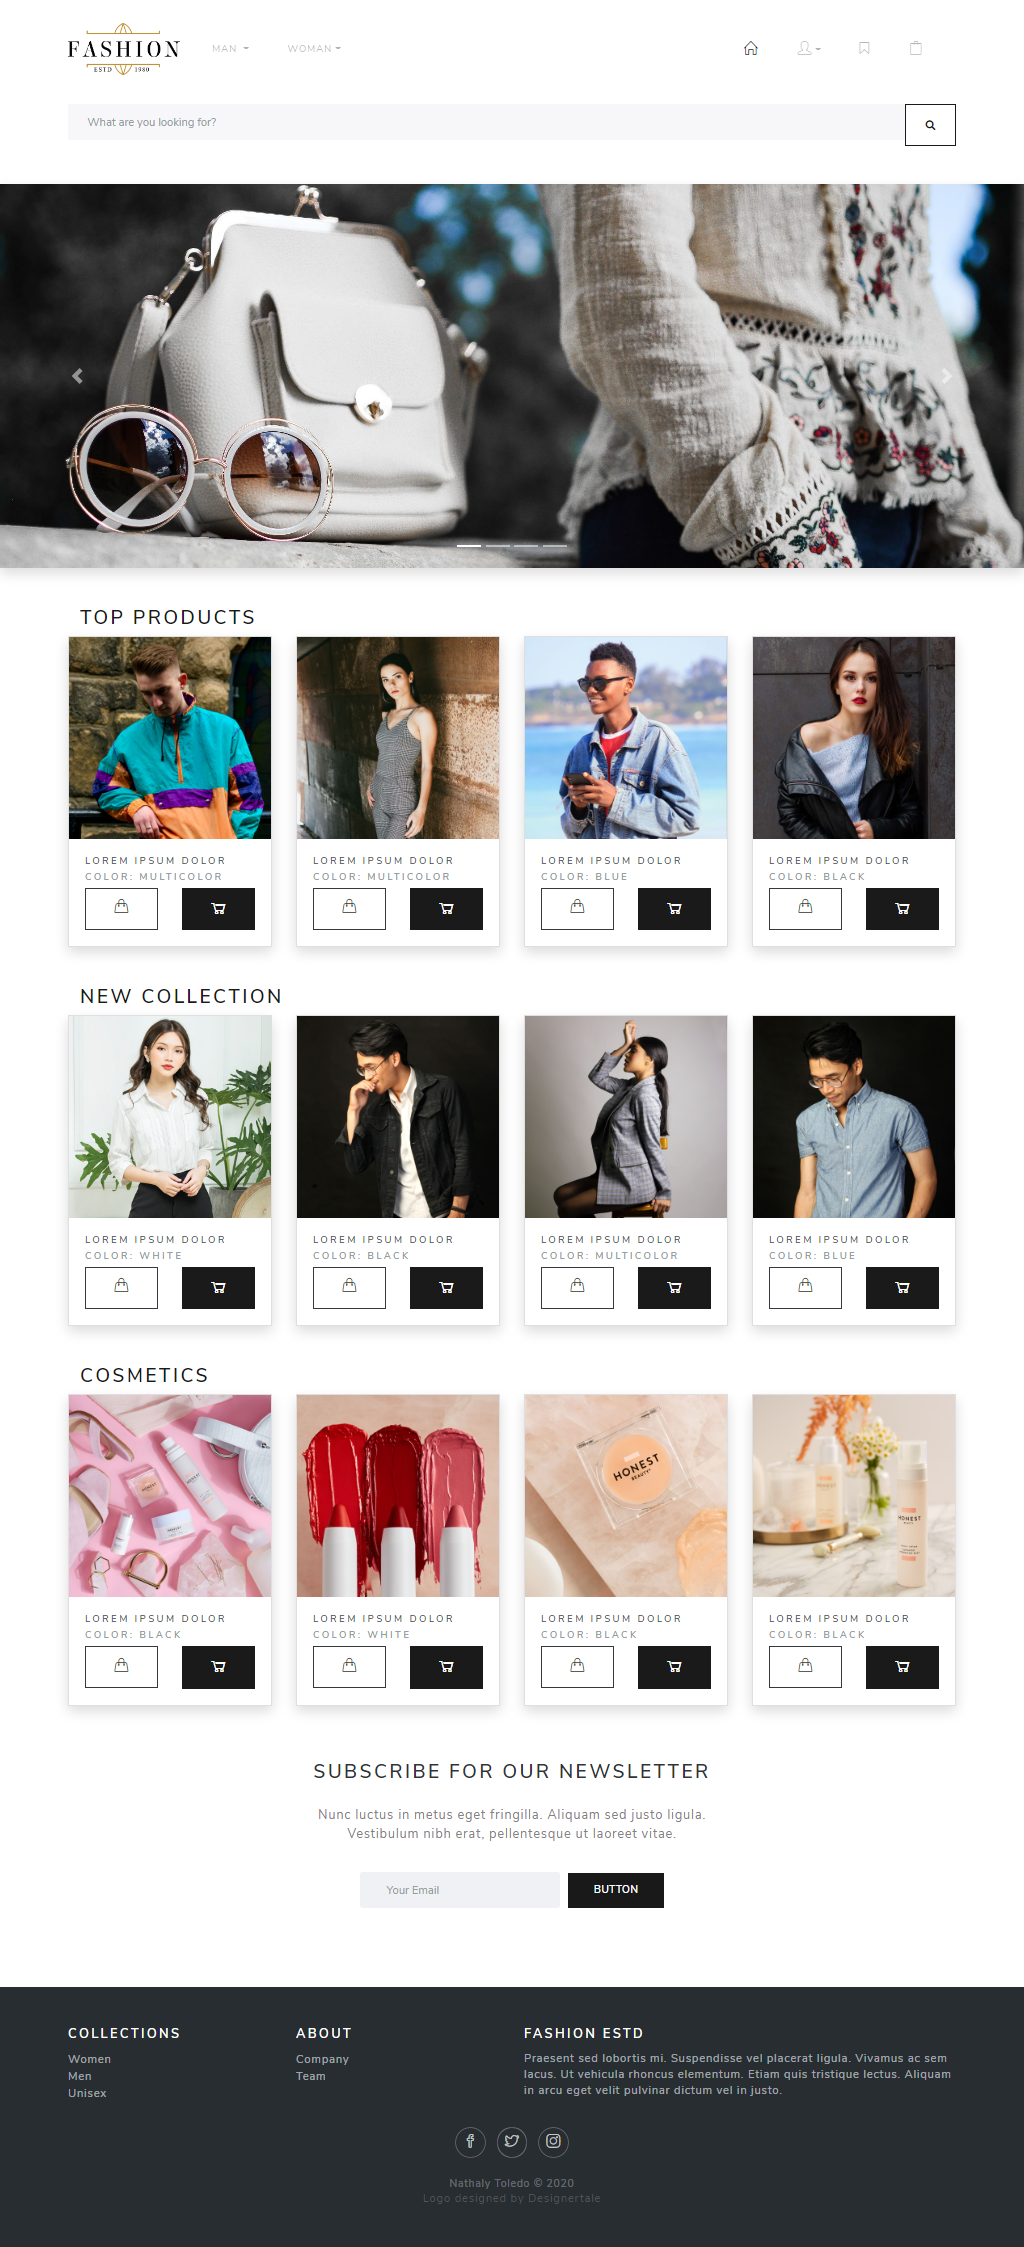 FASHION
ESTD 1980
MAN
WOMAN
What are you looking for?
TOP PRODUCTS
LOREM IPSUM DOLOR
COLOR: MULTICOLOR
LOREM IPSUM DOLOR
COLOR: MULTICOLOR
LOREM IPSUM DOLOR
COLOR: BLUE
LOREM IPSUM DOLOR
COLOR: BLACK
NEW COLLECTION
LOREM IPSUM DOLOR
COLOR: WHITE
LOREM IPSUM DOLOR
COLOR: BLACK
LOREM IPSUM DOLOR
COLOR: MULTICOLOR
LOREM IPSUM DOLOR
COLOR: BLUE
COSMETICS
HONEST
HONEST
BEAUTY
HONEST
LOREM IPSUM DOLOR
COLOR: BLACK
LOREM IPSUM DOLOR
COLOR: WHITE
LOREM IPSUM DOLOR
COLOR: BLACK
LOREM IPSUM DOLOR
COLOR: BLACK
SUBSCRIBE FOR OUR NEWSLETTER
Nunc luctus in metus eget fringilla. Aliquam sed justo ligula.
Vestibulum nibh erat, pellentesque ut laoreet vitae.
Your Email
BUTTON
COLLECTIONS
Women
Men
Unisex
ABOUT
Company
Team
FASHION ESTD
Praesent sed lobortis mi. Suspendisse vel placerat ligula. Vivamus ac sem
lacus. Ut vehicula rhoncus elementum. Etiam quis tristique lectus. Aliquam
in arcu eget velit pulvinar dictum vel in justo.
Nathaly Toledo © 2020
Logo designed by Designertale